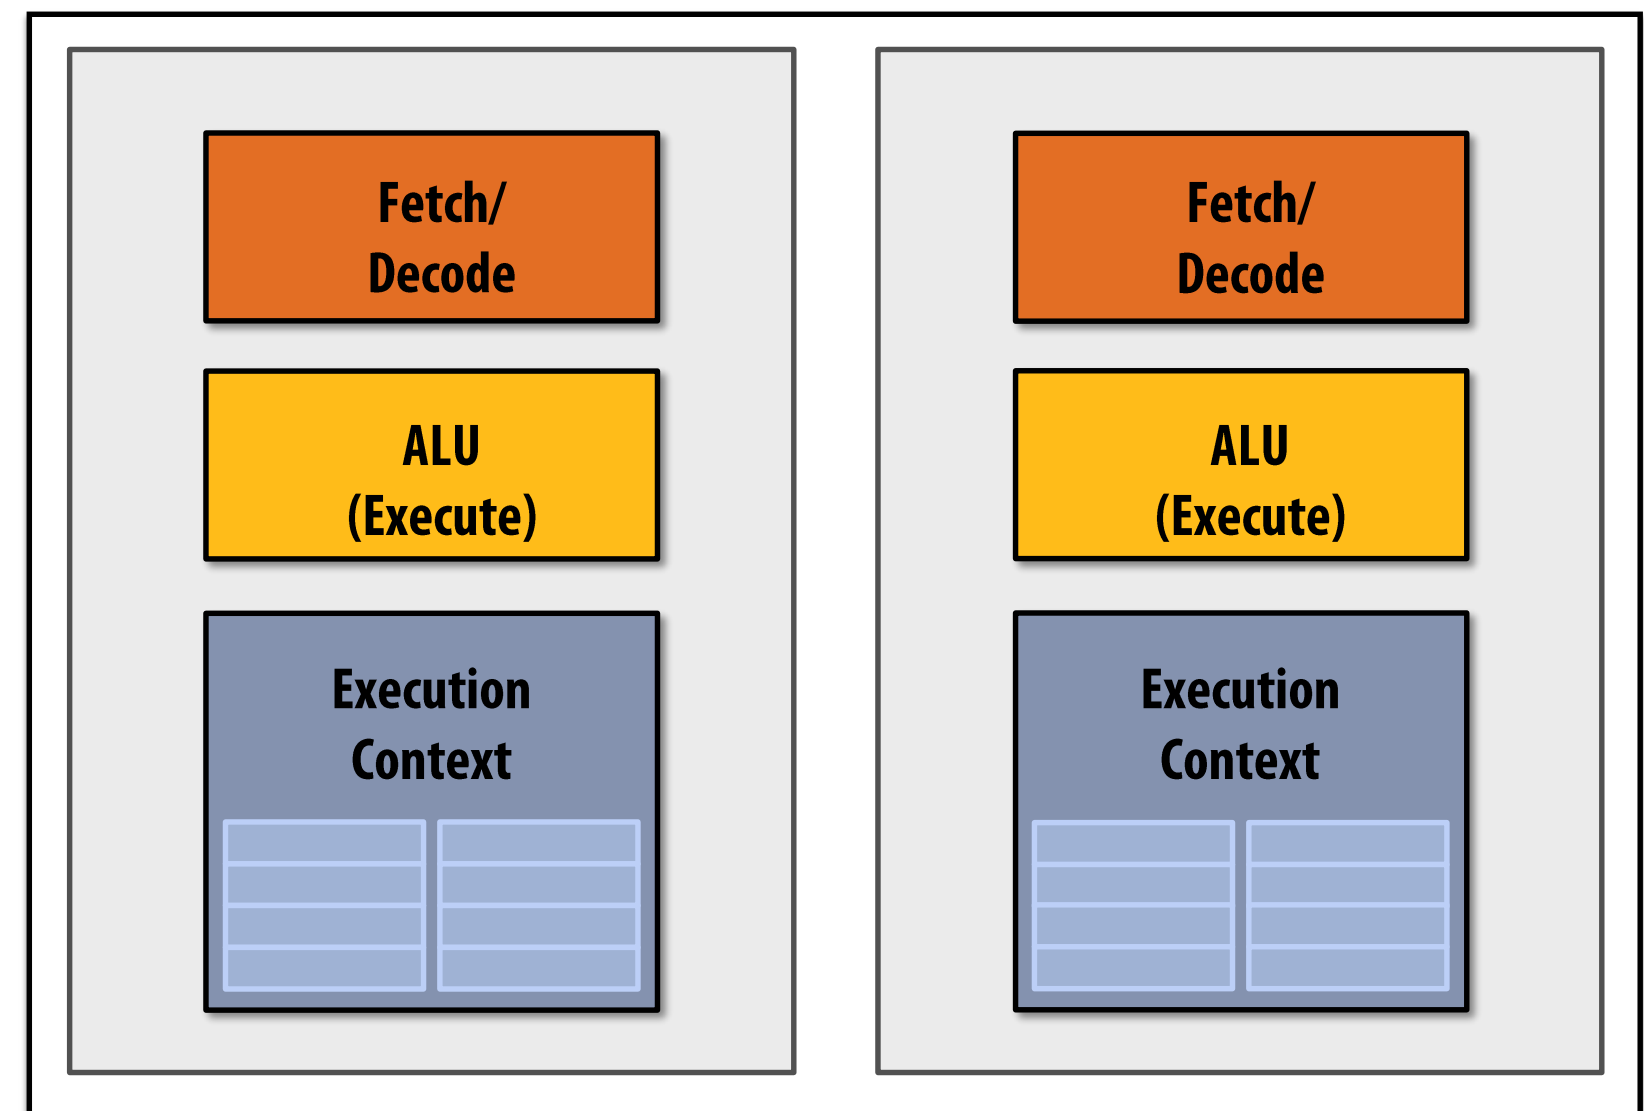 Fetch/
Decode
ALU
(Execute)
Execution
Context
Fetch/
Decode
ALU
(Execute)
Execution
Context